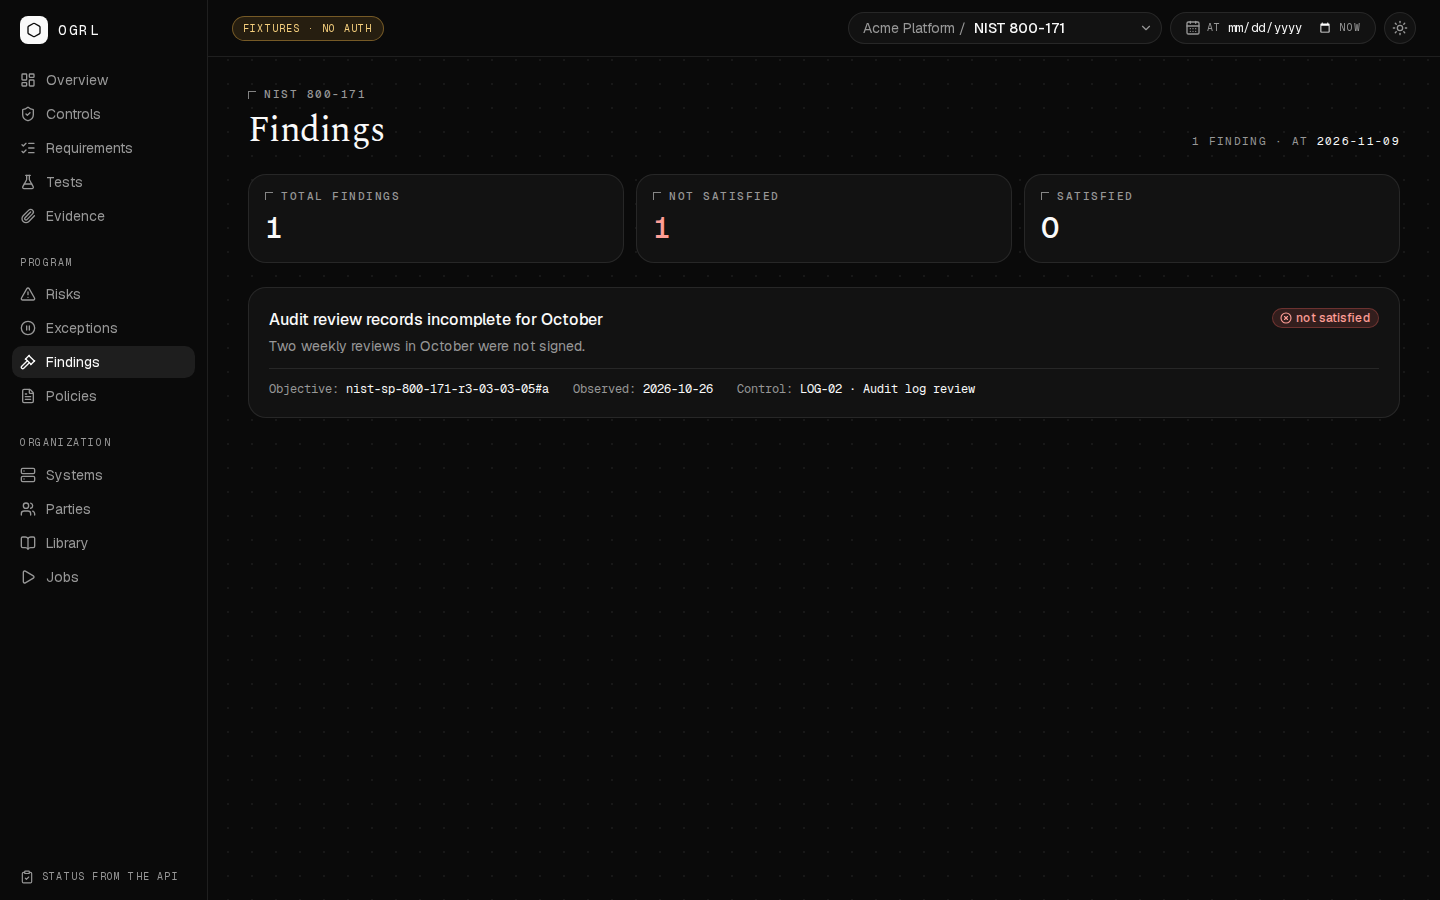 OGRL
FIXTURES · NO AUTH
Acme Platform / NIST 800-171
AT mm/dd/yyyy NOW
Overview
Controls
Requirements
Tests
Evidence
PROGRAM
Risks
Exceptions
Findings
Policies
ORGANIZATION
Systems
Parties
Library
Jobs
STATUS FROM THE API
NIST 800-171
Findings
1 FINDING · AT 2026-11-09
TOTAL FINDINGS
1
NOT SATISFIED
1
SATISFIED
0
Audit review records incomplete for October
not satisfied
Two weekly reviews in October were not signed.
Objective: nist-sp-800-171-r3-03-03-05#a Observed: 2026-10-26 Control: LOG-02 · Audit log review